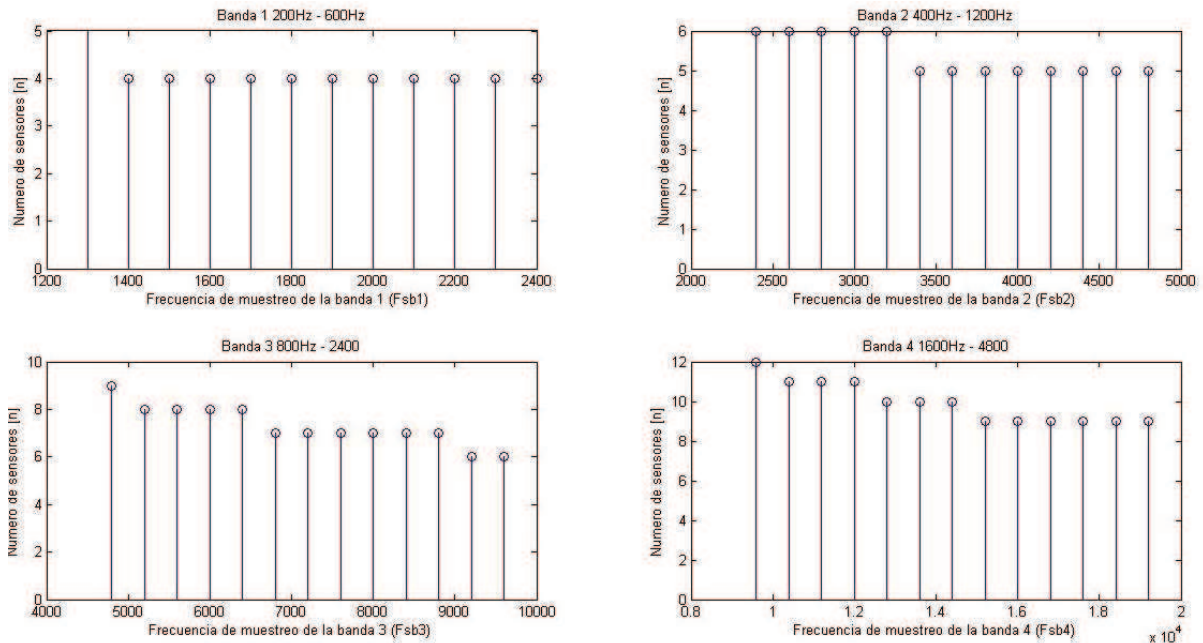 Banda 1 200Hz - 600Hz
Numero de sensores [n]
5
4
3
2
1
0
1200 1400 1600 1800 2000 2200 2400
Frecuencia de muestreo de la banda 1 (Fsb1)
Banda 2 400Hz - 1200Hz
Numero de sensores [n]
6
5
4
3
2
1
0
2000 2500 3000 3500 4000 4500 5000
Frecuencia de muestreo de la banda 2 (Fsb2)
Banda 3 800Hz - 2400
Numero de sensores [n]
10
8
6
4
2
0
4000 5000 6000 7000 8000 9000 10000
Frecuencia de muestreo de la banda 3 (Fsb3)
Banda 4 1600Hz - 4800
Numero de sensores [n]
12
10
8
6
4
2
0
0.8 1 1.2 1.4 1.6 1.8 2
x 10⁴
Frecuencia de muestreo de la banda 4 (Fsb4)